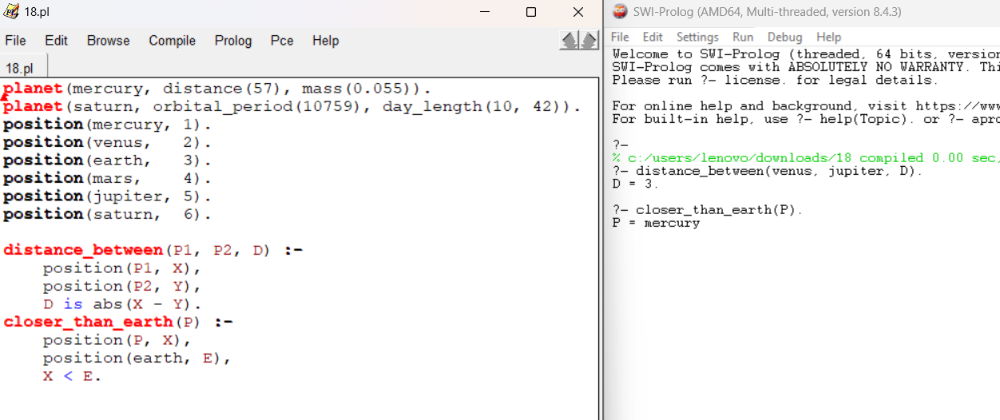 18.pl
File Edit Browse Compile Prolog Pce Help
18.pl
planet(mercury, distance(57), mass(0.055)).
planet(saturn, orbital_period(10759), day_length(10, 42)).
position(mercury, 1).
position(venus,   2).
position(earth,   3).
position(mars,    4).
position(jupiter, 5).
position(saturn,  6).
distance_between(P1, P2, D) :-
    position(P1, X),
    position(P2, Y),
    D is abs(X - Y).
closer_than_earth(P) :-
    position(P, X),
    position(earth, E),
    X < E.
SWI-Prolog (AMD64, Multi-threaded, version 8.4.3)
File Edit Settings Run Debug Help
Welcome to SWI-Prolog (threaded, 64 bits, version
SWI-Prolog comes with ABSOLUTELY NO WARRANTY. Thi
Please run ?- license. for legal details.
For online help and background, visit https://www
For built-in help, use ?- help(Topic). or ?- apro
?-
% c:/users/lenovo/downloads/18 compiled 0.00 sec,
?- distance_between(venus, jupiter, D).
D = 3.
?- closer_than_earth(P).
P = mercury